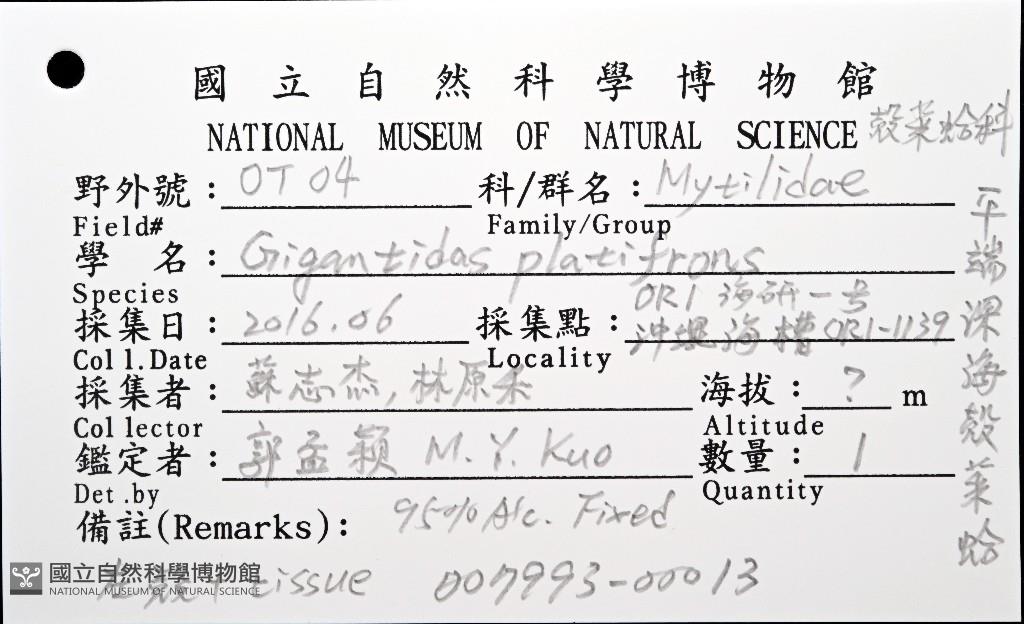 國立自然科學博物館
NATIONAL MUSEUM OF NATURAL SCIENCE 殼菜蛤科
野外號: OT 04 科/群名: Mytilidae
Field# Family/Group
學 名: Gigantidas platifrons
Species
OR1 海研一号
採集日: 2016.06 採集點: 沖繩海槽 OR1-1139
Coll.Date Locality
採集者: 蘇志杰, 林原禾 海拔: ? m
Collector Altitude
鑑定者: 郭孟穎 M. Y. Kuo 數量: 1
Det.by Quantity
備註(Remarks): 95% Alc. Fixed
殼+tissue 007993-00013
平端深海殼菜蛤
國立自然科學博物館
NATIONAL MUSEUM OF NATURAL SCIENCE